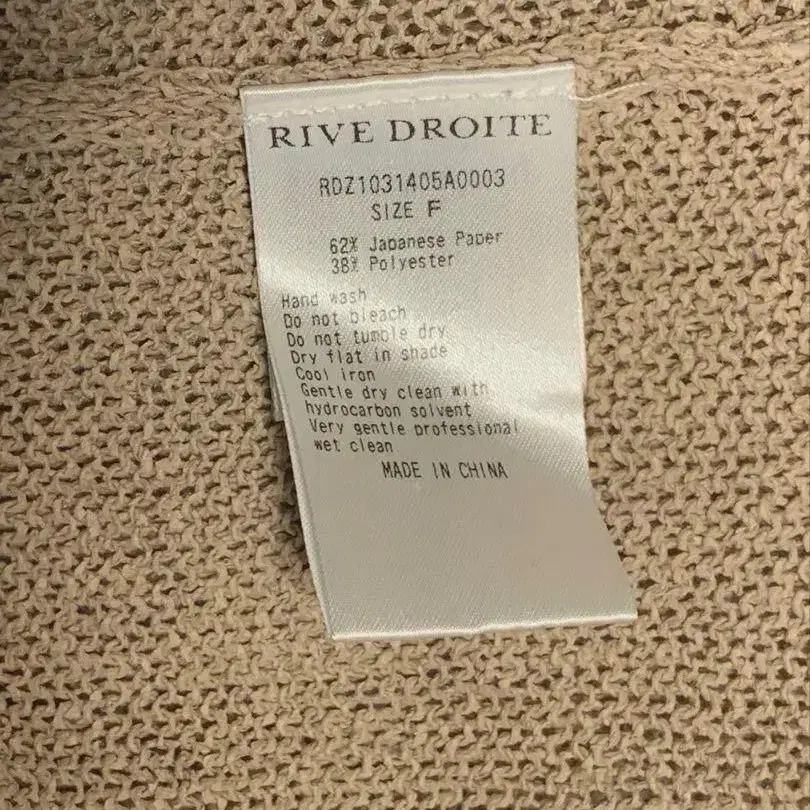 RIVE DROITE
RDZ1031405A0003
SIZE F
62% Japanese Paper
38% Polyester
Hand wash
Do not bleach
Do not tumble dry
Dry flat in shade
Cool iron
Gentle dry clean with
hydrocarbon solvent
Very gentle professional
wet clean
MADE IN CHINA